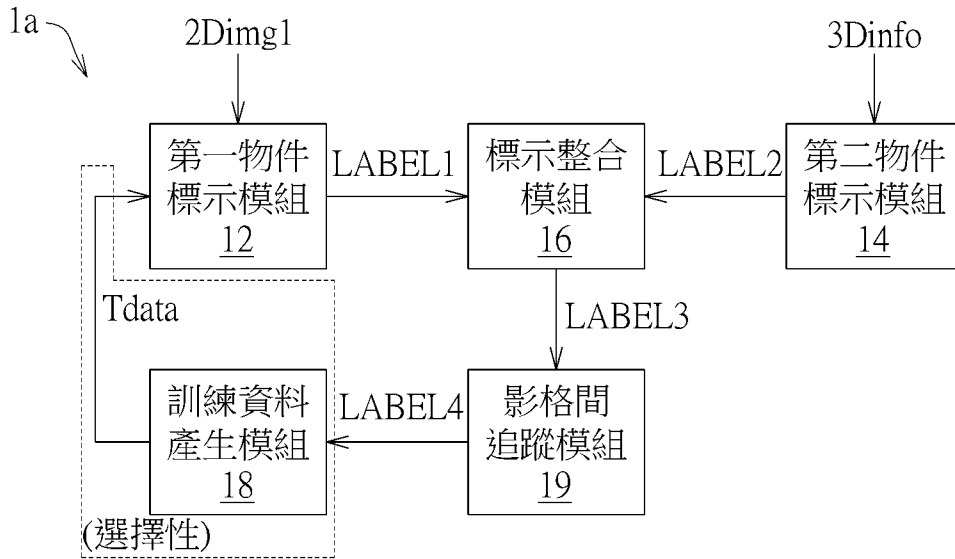 1a
2Dimg1
3Dinfo
第一物件
標示模組
12
LABEL1
標示整合
模組
16
LABEL2
第二物件
標示模組
14
Tdata
LABEL3
訓練資料
產生模組
18
LABEL4
影格間
追蹤模組
19
(選擇性)